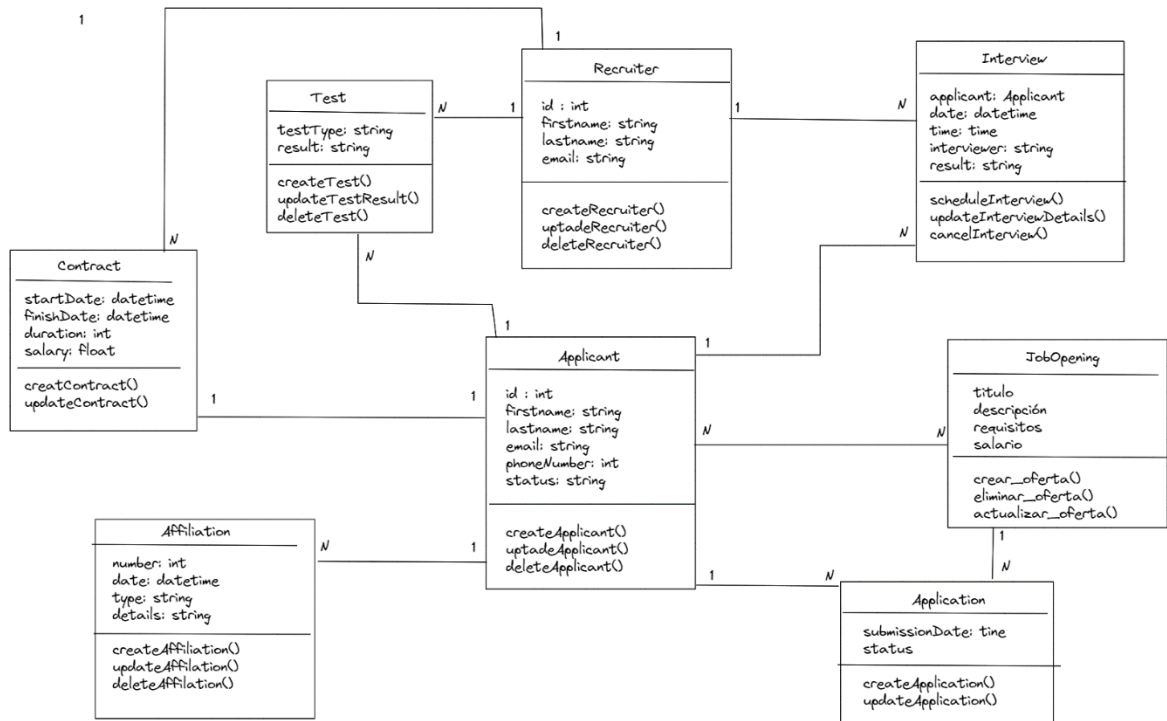 1
1
Recruiter
id : int
firstname: string
lastname: string
email: string
createRecruiter()
uptadeRecruiter()
deleteRecruiter()
Interview
applicant: Applicant
date: datetime
time: time
interviewer: string
result: string
scheduleInterview()
updateInterviewDetails()
cancelInterview()
Test
testType: string
result: string
createTest()
updateTestResult()
deleteTest()
N
1
1
N
N
N
N
Contract
startDate: datetime
finishDate: datetime
duration: int
salary: float
creatContract()
updateContract()
1
1
1
1
Applicant
id : int
firstname: string
lastname: string
email: string
phoneNumber: int
status: string
createApplicant()
uptadeApplicant()
deleteApplicant()
N
N
JobOpening
titulo
descripción
requisitos
salario
crear_oferta()
eliminar_oferta()
actualizar_oferta()
Affiliation
number: int
date: datetime
type: string
details: string
createAffiliation()
updateAffilation()
deleteAffilation()
N
1
1
N
1
N
Application
submissionDate: tine
status
createApplication()
updateApplication()